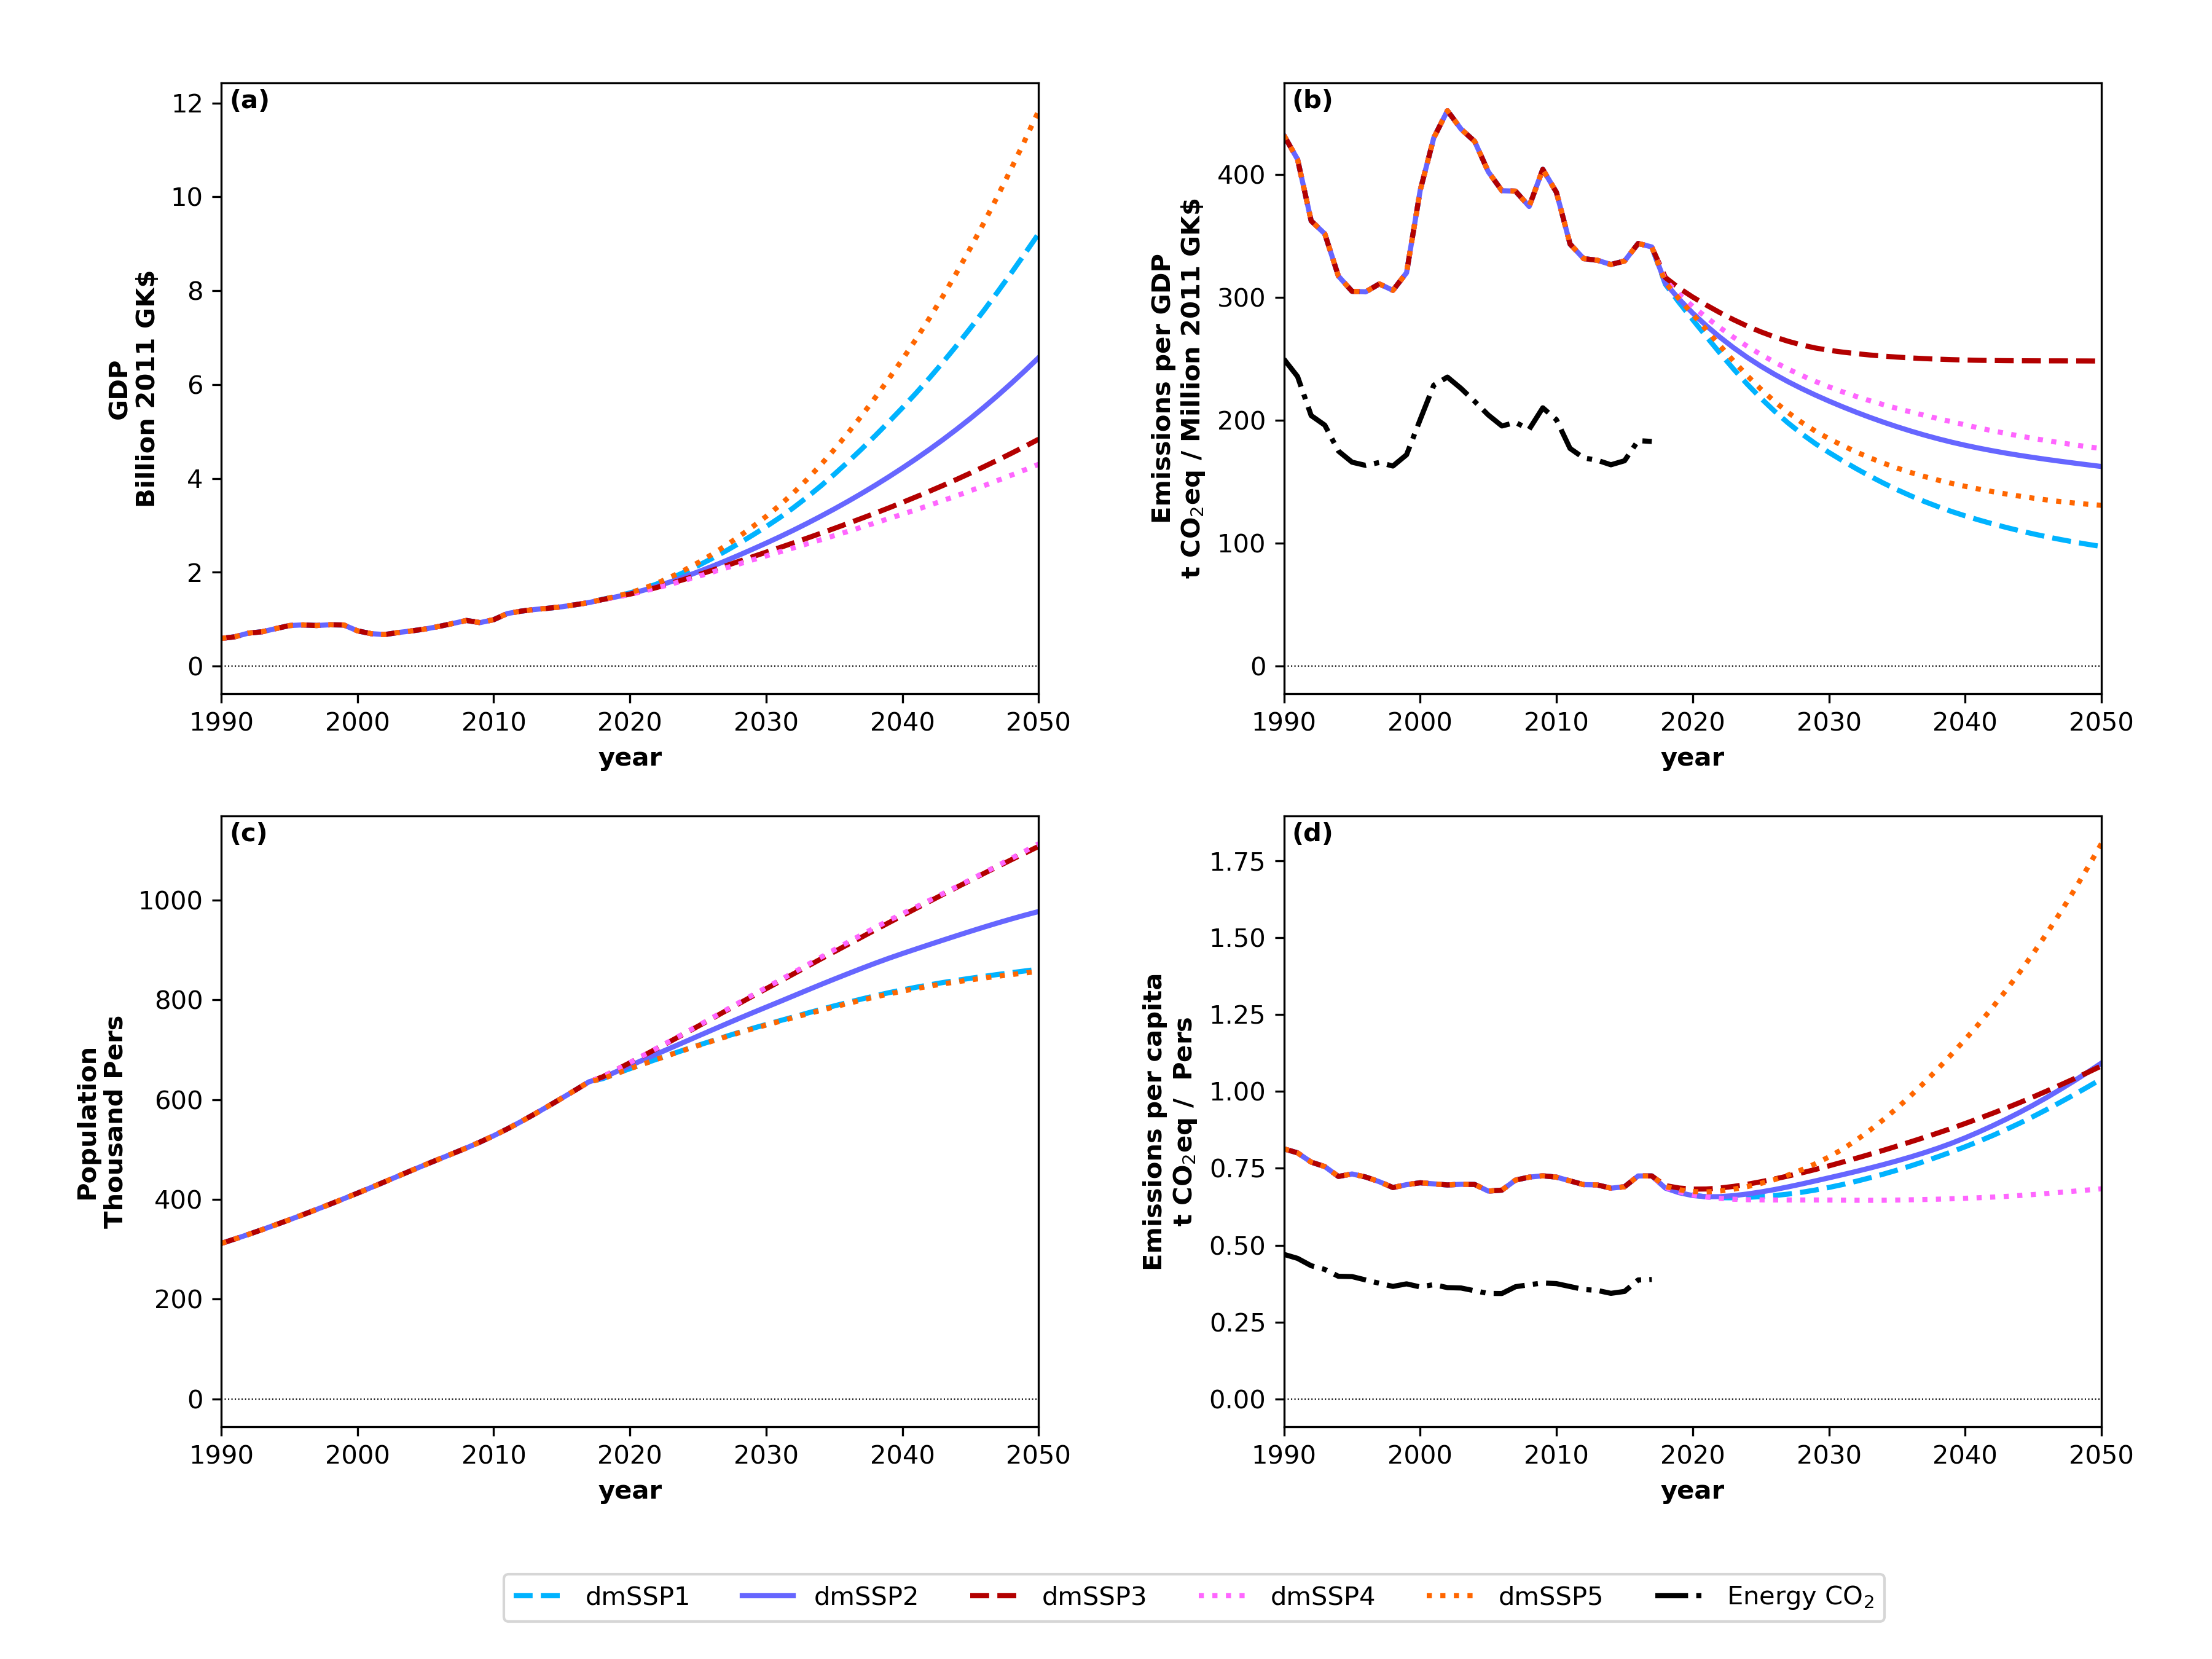 (a)
12
10
8
6
4
2
0
GDP
Billion 2011 GK$
1990 2000 2010 2020 2030 2040 2050
year
(b)
400
300
200
100
0
Emissions per GDP
t CO₂eq / Million 2011 GK$
1990 2000 2010 2020 2030 2040 2050
year
(c)
1000
800
600
400
200
0
Population
Thousand Pers
1990 2000 2010 2020 2030 2040 2050
year
(d)
1.75
1.50
1.25
1.00
0.75
0.50
0.25
0.00
Emissions per capita
t CO₂eq / Pers
1990 2000 2010 2020 2030 2040 2050
year
dmSSP1 dmSSP2 dmSSP3 dmSSP4 dmSSP5 Energy CO₂